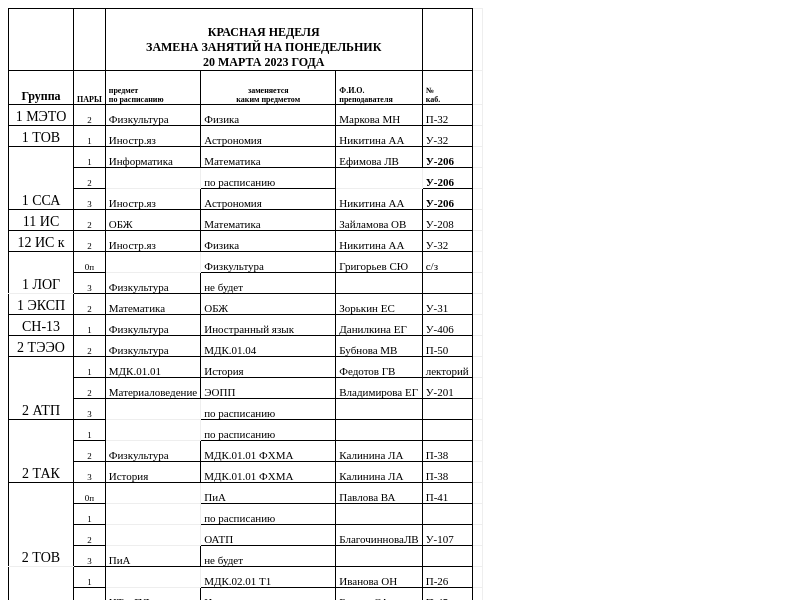 КРАСНАЯ НЕДЕЛЯ
ЗАМЕНА ЗАНЯТИЙ НА ПОНЕДЕЛЬНИК
20 МАРТА 2023 ГОДА
Группа ПАРЫ предмет по расписанию заменяется каким предметом Ф.И.О. преподавателя № каб.
1 МЭТО 2 Физкультура Физика Маркова МН П-32
1 ТОВ 1 Иностр.яз Астрономия Никитина АА У-32
1 Информатика Математика Ефимова ЛВ У-206
2 по расписанию У-206
1 ССА 3 Иностр.яз Астрономия Никитина АА У-206
11 ИС 2 ОБЖ Математика Зайламова ОВ У-208
12 ИС к 2 Иностр.яз Физика Никитина АА У-32
0п Физкультура Григорьев СЮ с/з
1 ЛОГ 3 Физкультура не будет
1 ЭКСП 2 Математика ОБЖ Зорькин ЕС У-31
СН-13 1 Физкультура Иностранный язык Данилкина ЕГ У-406
2 ТЭЭО 2 Физкультура МДК.01.04 Бубнова МВ П-50
1 МДК.01.01 История Федотов ГВ лекторий
2 Материаловедение ЭОПП Владимирова ЕГ У-201
2 АТП 3 по расписанию
1 по расписанию
2 Физкультура МДК.01.01 ФХМА Калинина ЛА П-38
2 ТАК 3 История МДК.01.01 ФХМА Калинина ЛА П-38
0п ПиА Павлова ВА П-41
1 по расписанию
2 ОАТП БлагочинноваЛВ У-107
2 ТОВ 3 ПиА не будет
1 МДК.02.01 Т1 Иванова ОН П-26